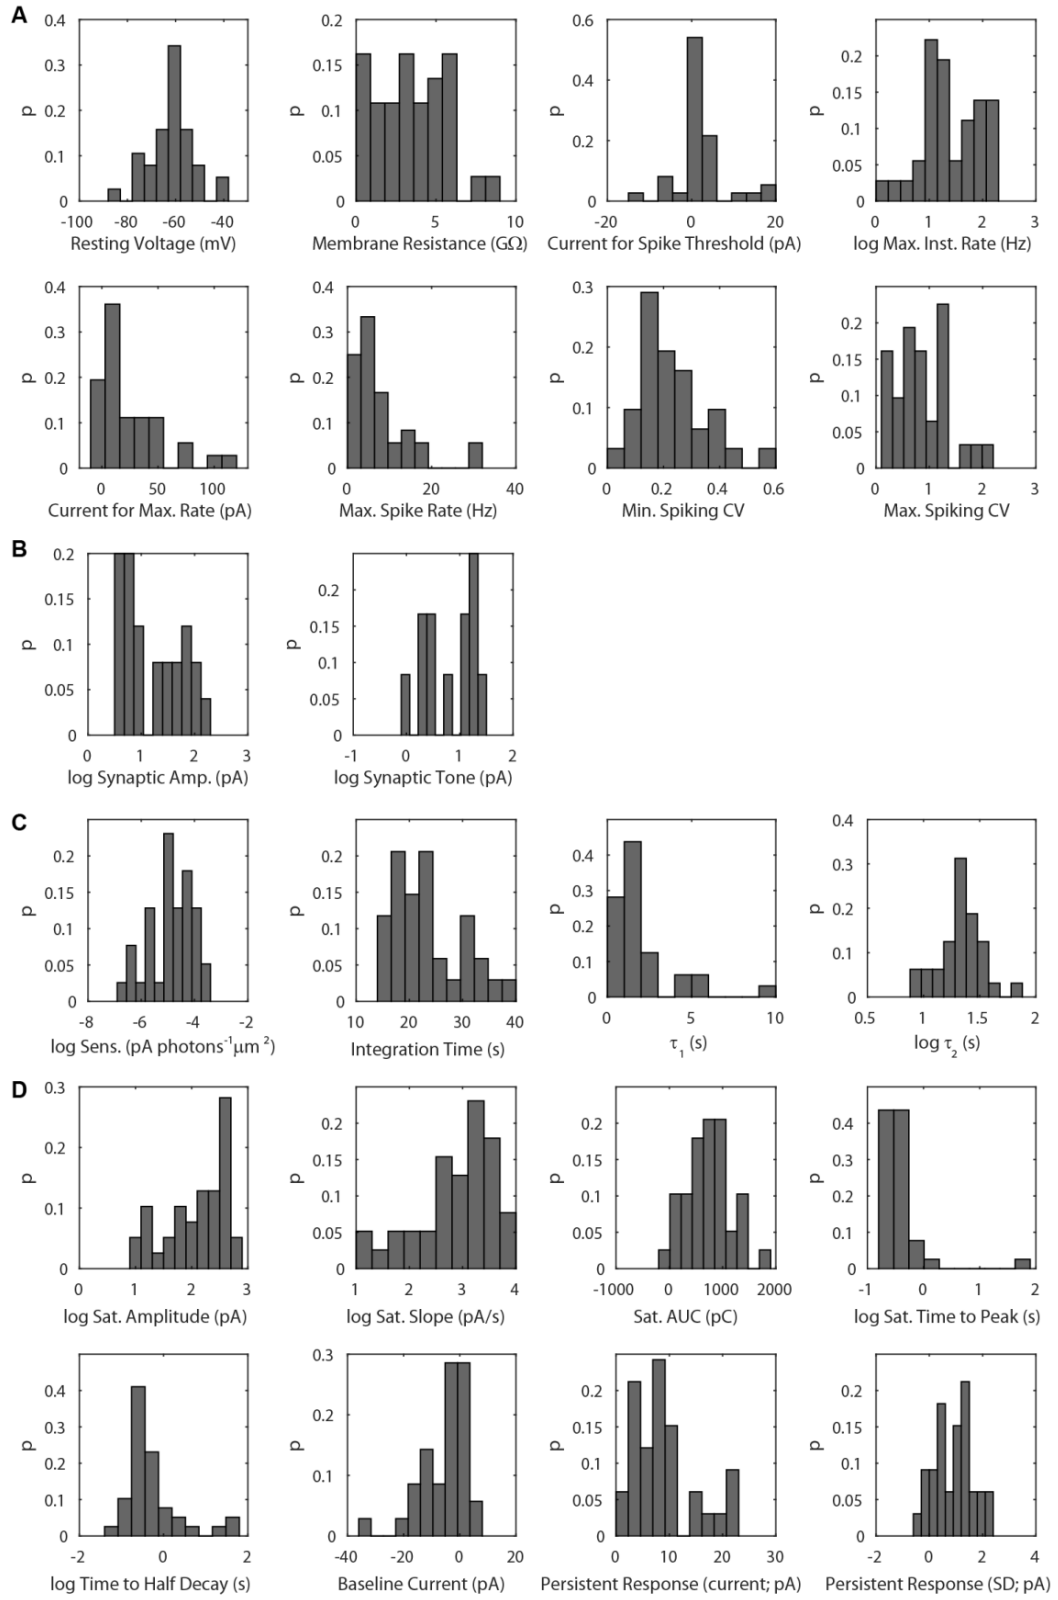 A
0.4
0.3
0.2
0.1
0
p
-100 -80 -60 -40
Resting Voltage (mV)
0.2
0.15
0.1
0.05
0
p
0 5 10
Membrane Resistance (GΩ)
0.6
0.4
0.2
0
p
-20 0 20
Current for Spike Threshold (pA)
0.2
0.15
0.1
0.05
0
p
0 1 2 3
log Max. Inst. Rate (Hz)
0.4
0.3
0.2
0.1
0
p
0 50 100
Current for Max. Rate (pA)
0.4
0.3
0.2
0.1
0
p
0 20 40
Max. Spike Rate (Hz)
0.3
0.2
0.1
0
p
0 0.2 0.4 0.6
Min. Spiking CV
0.2
0.15
0.1
0.05
0
p
0 1 2 3
Max. Spiking CV
B
0.2
0.15
0.1
0.05
0
p
0 1 2 3
log Synaptic Amp. (pA)
0.2
0.15
0.1
0.05
0
p
-1 0 1 2
log Synaptic Tone (pA)
C
0.2
0.15
0.1
0.05
0
p
-8 -6 -4 -2
log Sens. (pA photons⁻¹μm²)
0.2
0.15
0.1
0.05
0
p
10 20 30 40
Integration Time (s)
0.4
0.3
0.2
0.1
0
p
0 5 10
τ₁ (s)
0.4
0.3
0.2
0.1
0
p
0.5 1 1.5 2
log τ₂ (s)
D
0.3
0.2
0.1
0
p
0 1 2 3
log Sat. Amplitude (pA)
0.2
0.15
0.1
0.05
0
p
1 2 3 4
log Sat. Slope (pA/s)
0.2
0.15
0.1
0.05
0
p
-1000 0 1000 2000
Sat. AUC (pC)
0.4
0.3
0.2
0.1
0
p
-1 0 1 2
log Sat. Time to Peak (s)
0.4
0.3
0.2
0.1
0
p
-2 0 2
log Time to Half Decay (s)
0.3
0.2
0.1
0
p
-40 -20 0 20
Baseline Current (pA)
0.2
0.15
0.1
0.05
0
p
0 10 20 30
Persistent Response (current; pA)
0.2
0.15
0.1
0.05
0
p
-2 0 2 4
Persistent Response (SD; pA)